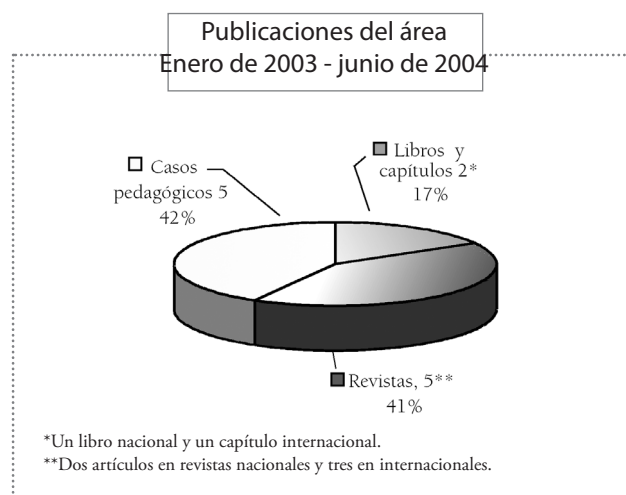 Publicaciones del área
Enero de 2003 - junio de 2004
Libros y
capítulos 2*
17%
Casos
pedagógicos 5
42%
Revistas, 5**
41%
*Un libro nacional y un capítulo internacional.
**Dos artículos en revistas nacionales y tres en internacionales.